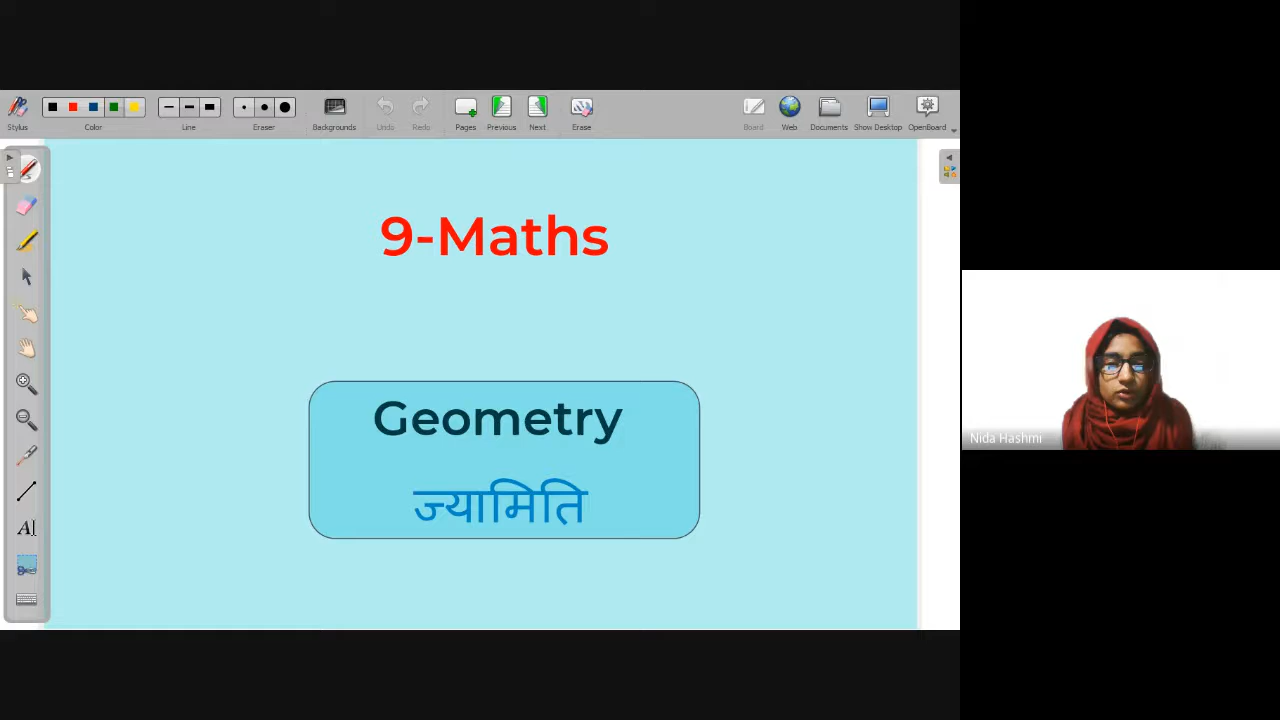 Stylus
Color
Line
Eraser
Backgrounds
Undo
Redo
Pages
Previous
Next
Erase
Board
Web
Documents
Show Desktop
OpenBoard
9-Maths
Geometry
ज्यामिति
Nida Hashmi